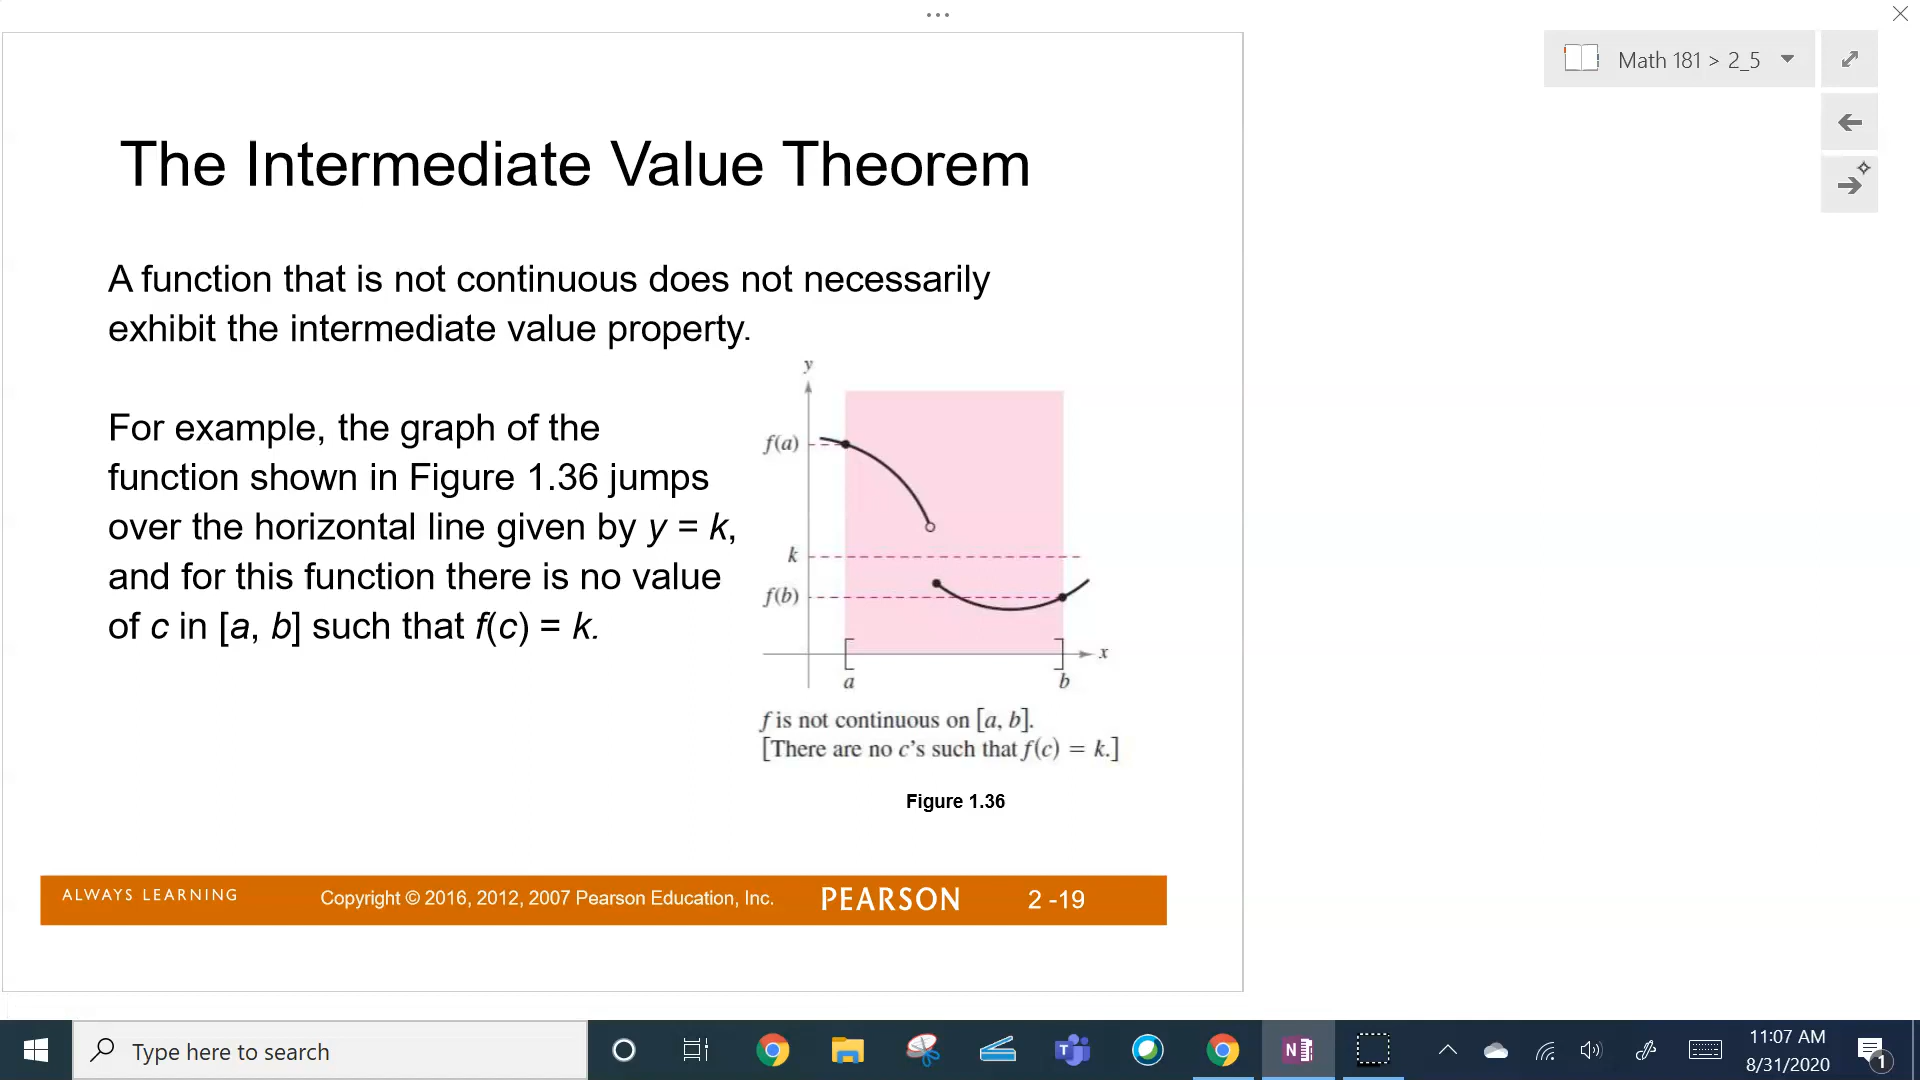 Math 181 > 2_5
The Intermediate Value Theorem
A function that is not continuous does not necessarily
exhibit the intermediate value property.
For example, the graph of the
function shown in Figure 1.36 jumps
over the horizontal line given by y = k,
and for this function there is no value
of c in [a, b] such that f(c) = k.
y
f(a)
k
f(b)
x
a
b
f is not continuous on [a, b].
[There are no c's such that f(c) = k.]
Figure 1.36
ALWAYS LEARNING
Copyright © 2016, 2012, 2007 Pearson Education, Inc.
PEARSON
2 -19
Type here to search
N
T
11:07 AM
8/31/2020
1